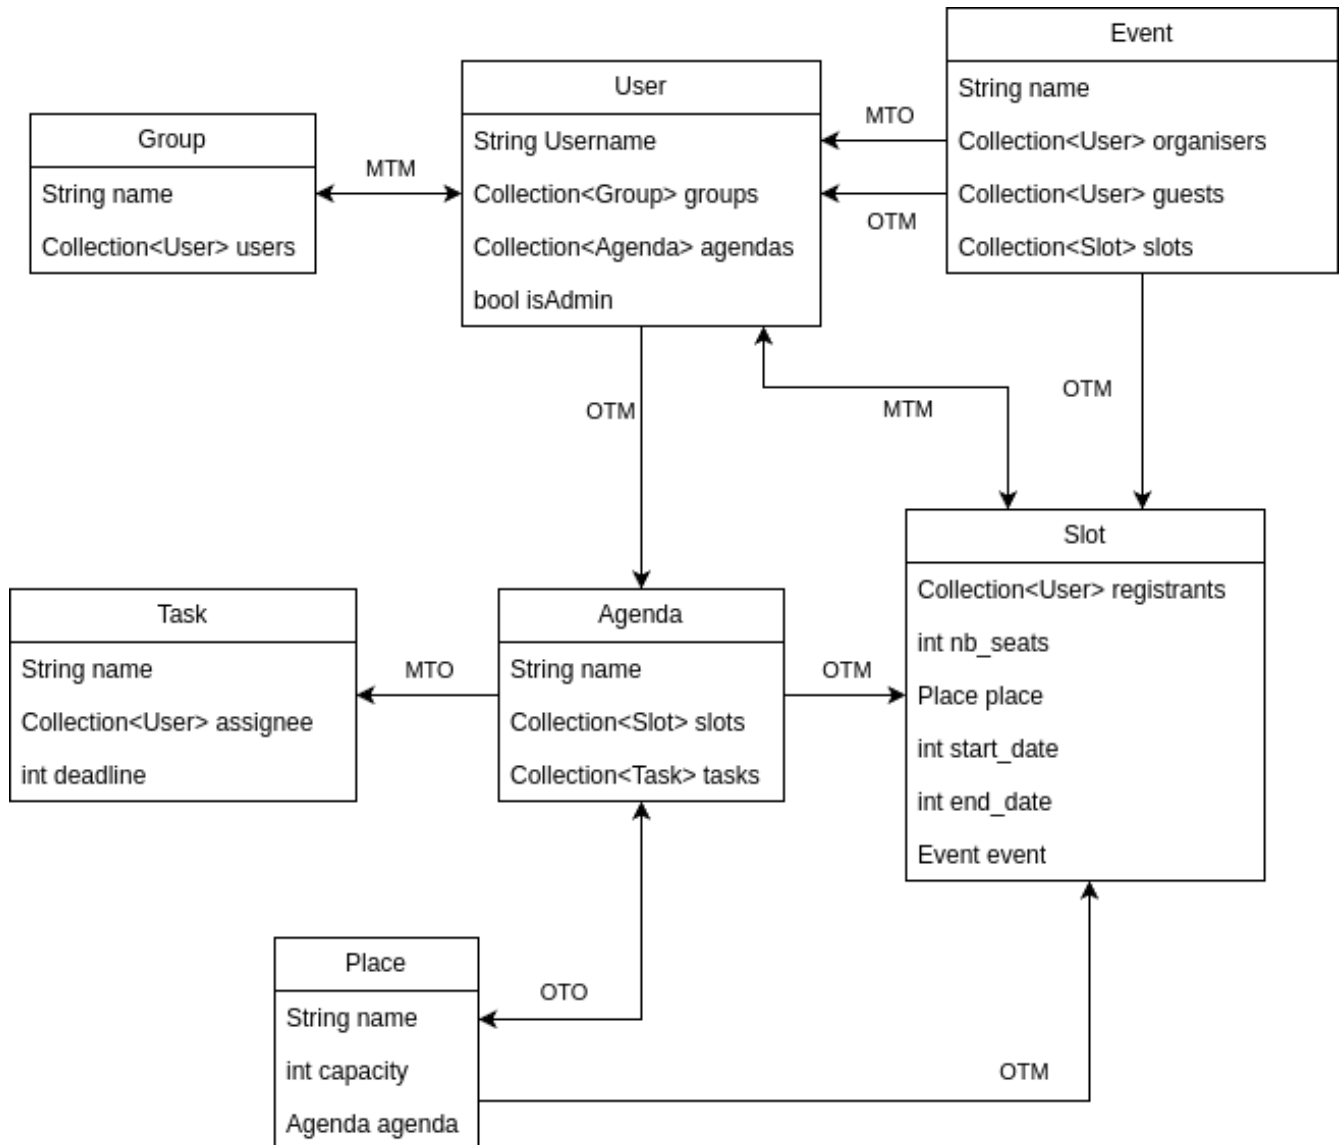 Event
String name
Collection<User> organisers
Collection<User> guests
Collection<Slot> slots
User
String Username
Collection<Group> groups
Collection<Agenda> agendas
bool isAdmin
Group
String name
Collection<User> users
MTM
MTO
OTM
OTM
MTM
OTM
Slot
Collection<User> registrants
int nb_seats
Place place
int start_date
int end_date
Event event
Task
String name
Collection<User> assignee
int deadline
MTO
Agenda
String name
Collection<Slot> slots
Collection<Task> tasks
OTM
Place
String name
int capacity
Agenda agenda
OTO
OTM